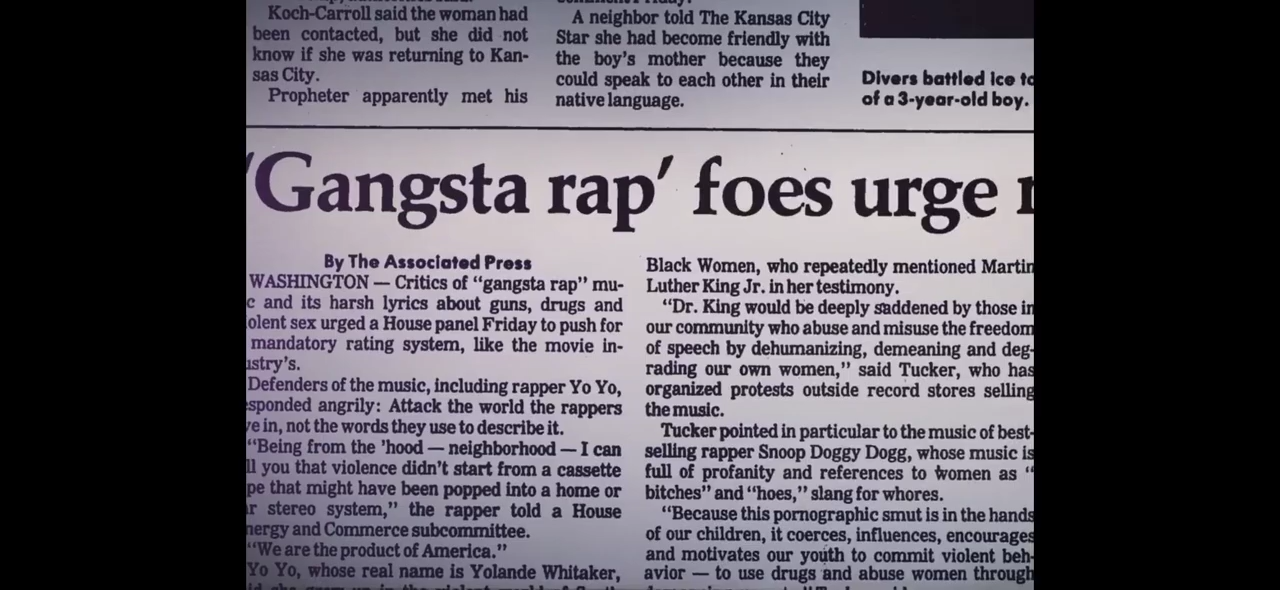 Koch-Carroll said the woman had
been contacted, but she did not
know if she was returning to Kan-
sas City.
Propheter apparently met his
A neighbor told The Kansas City
Star she had become friendly with
the boy's mother because they
could speak to each other in their
native language.
Divers battled ice to
of a 3-year-old boy.
'Gangsta rap' foes urge
By The Associated Press
WASHINGTON — Critics of "gangsta rap" mu-
c and its harsh lyrics about guns, drugs and
olent sex urged a House panel Friday to push for
mandatory rating system, like the movie in-
ustry's.
Defenders of the music, including rapper Yo Yo,
sponded angrily: Attack the world the rappers
ve in, not the words they use to describe it.
"Being from the 'hood — neighborhood — I can
ll you that violence didn't start from a cassette
pe that might have been popped into a home or
r stereo system," the rapper told a House
nergy and Commerce subcommittee.
"We are the product of America."
Yo Yo, whose real name is Yolande Whitaker,
Black Women, who repeatedly mentioned Martin
Luther King Jr. in her testimony.
"Dr. King would be deeply saddened by those in
our community who abuse and misuse the freedom
of speech by dehumanizing, demeaning and deg-
rading our own women," said Tucker, who has
organized protests outside record stores selling
the music.
Tucker pointed in particular to the music of best-
selling rapper Snoop Doggy Dogg, whose music is
full of profanity and references to women as "
bitches" and "hoes," slang for whores.
"Because this pornographic smut is in the hands
of our children, it coerces, influences, encourages
and motivates our youth to commit violent beh-
avior — to use drugs and abuse women through